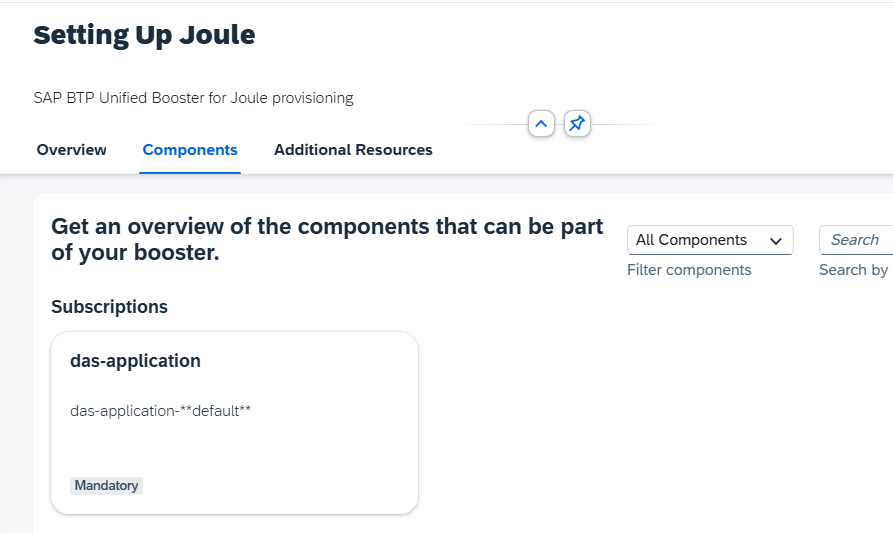 Setting Up Joule
SAP BTP Unified Booster for Joule provisioning
Overview
Components
Additional Resources
Get an overview of the components that can be part
of your booster.
All Components
Search
Filter components
Search by
Subscriptions
das-application
das-application-**default**
Mandatory